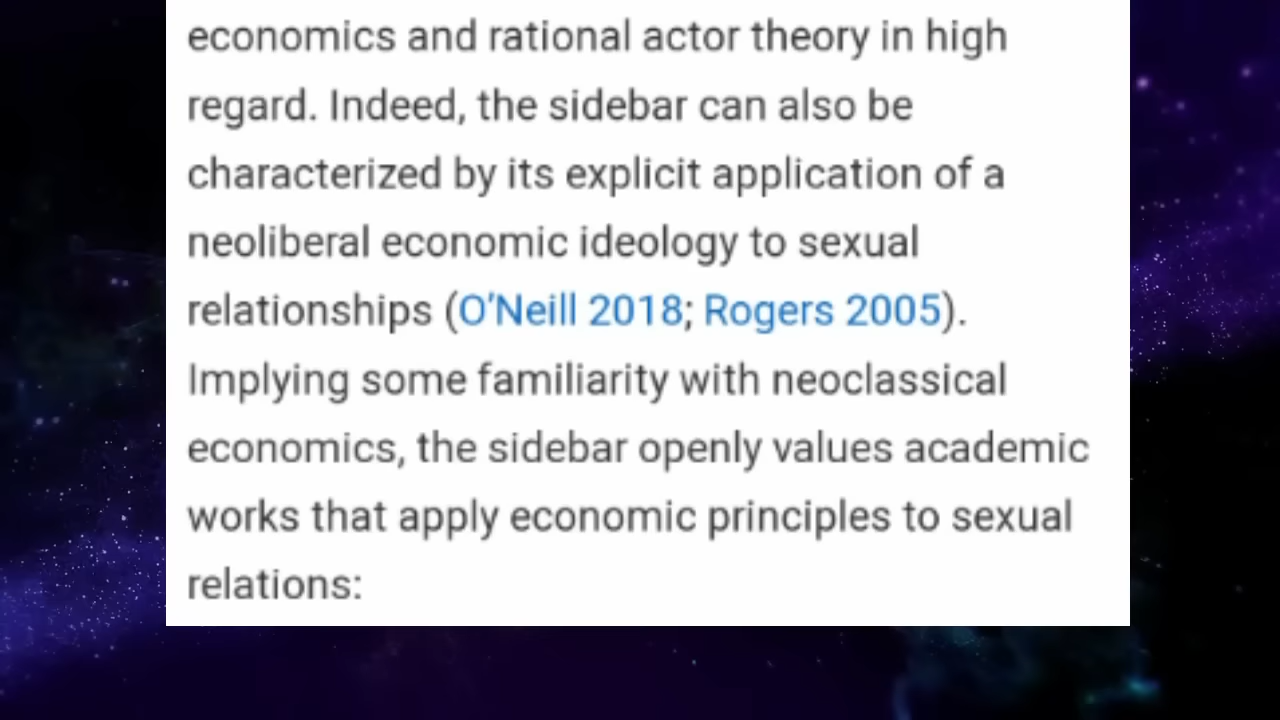 economics and rational actor theory in high
regard. Indeed, the sidebar can also be
characterized by its explicit application of a
neoliberal economic ideology to sexual
relationships (O’Neill 2018; Rogers 2005).
Implying some familiarity with neoclassical
economics, the sidebar openly values academic
works that apply economic principles to sexual
relations: